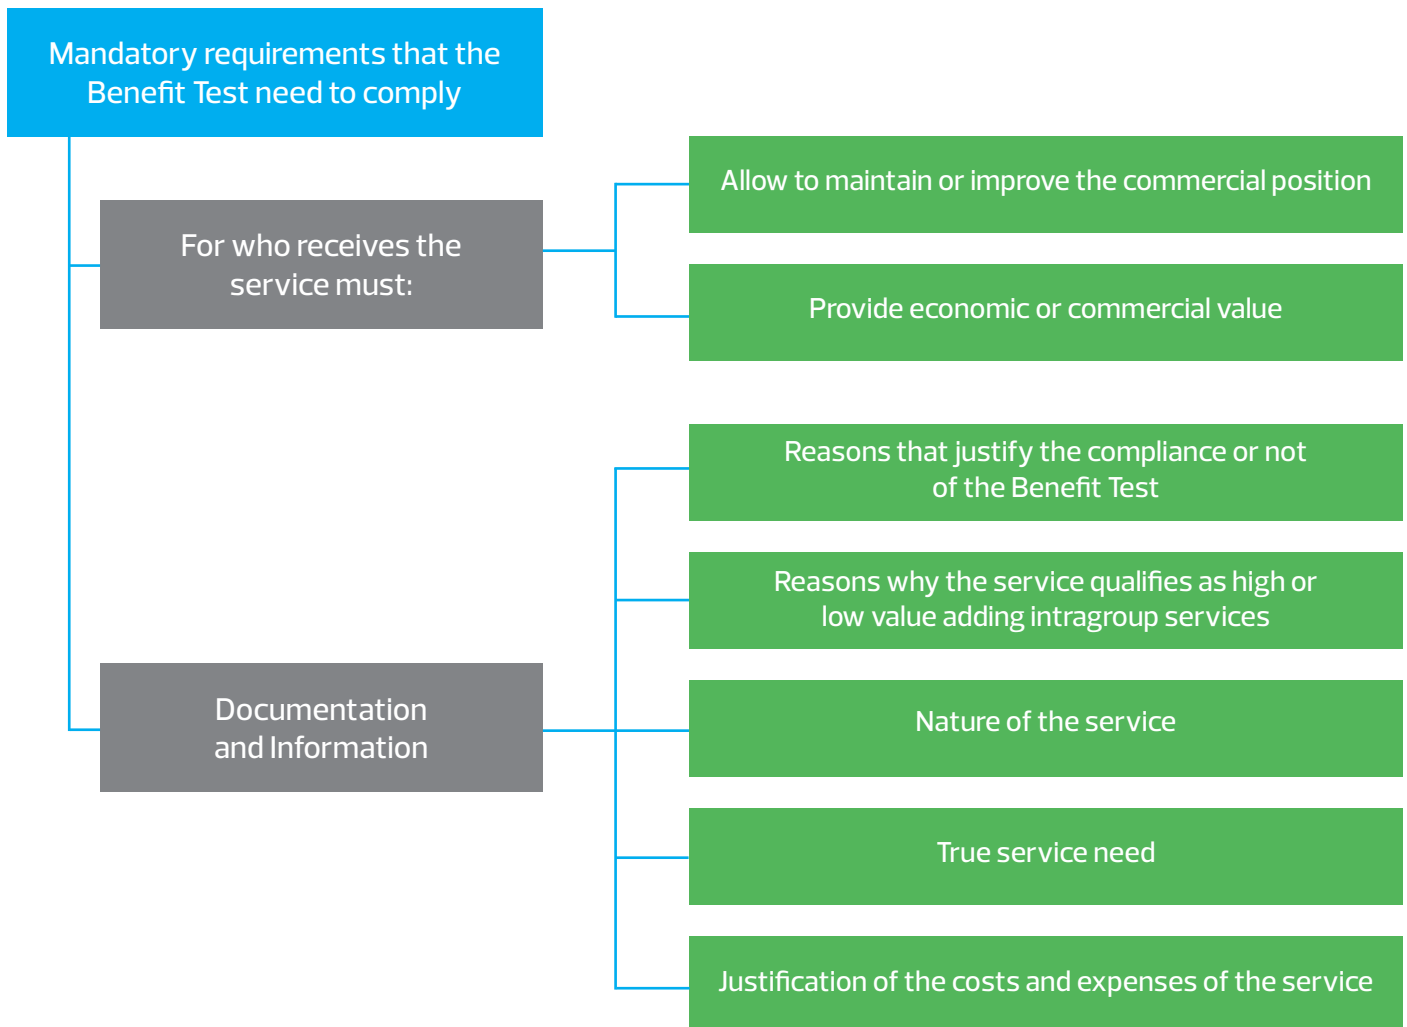 Mandatory requirements that the
Benefit Test need to comply
For who receives the
service must:
Allow to maintain or improve the commercial position
Provide economic or commercial value
Documentation
and Information
Reasons that justify the compliance or not
of the Benefit Test
Reasons why the service qualifies as high or
low value adding intragroup services
Nature of the service
True service need
Justification of the costs and expenses of the service